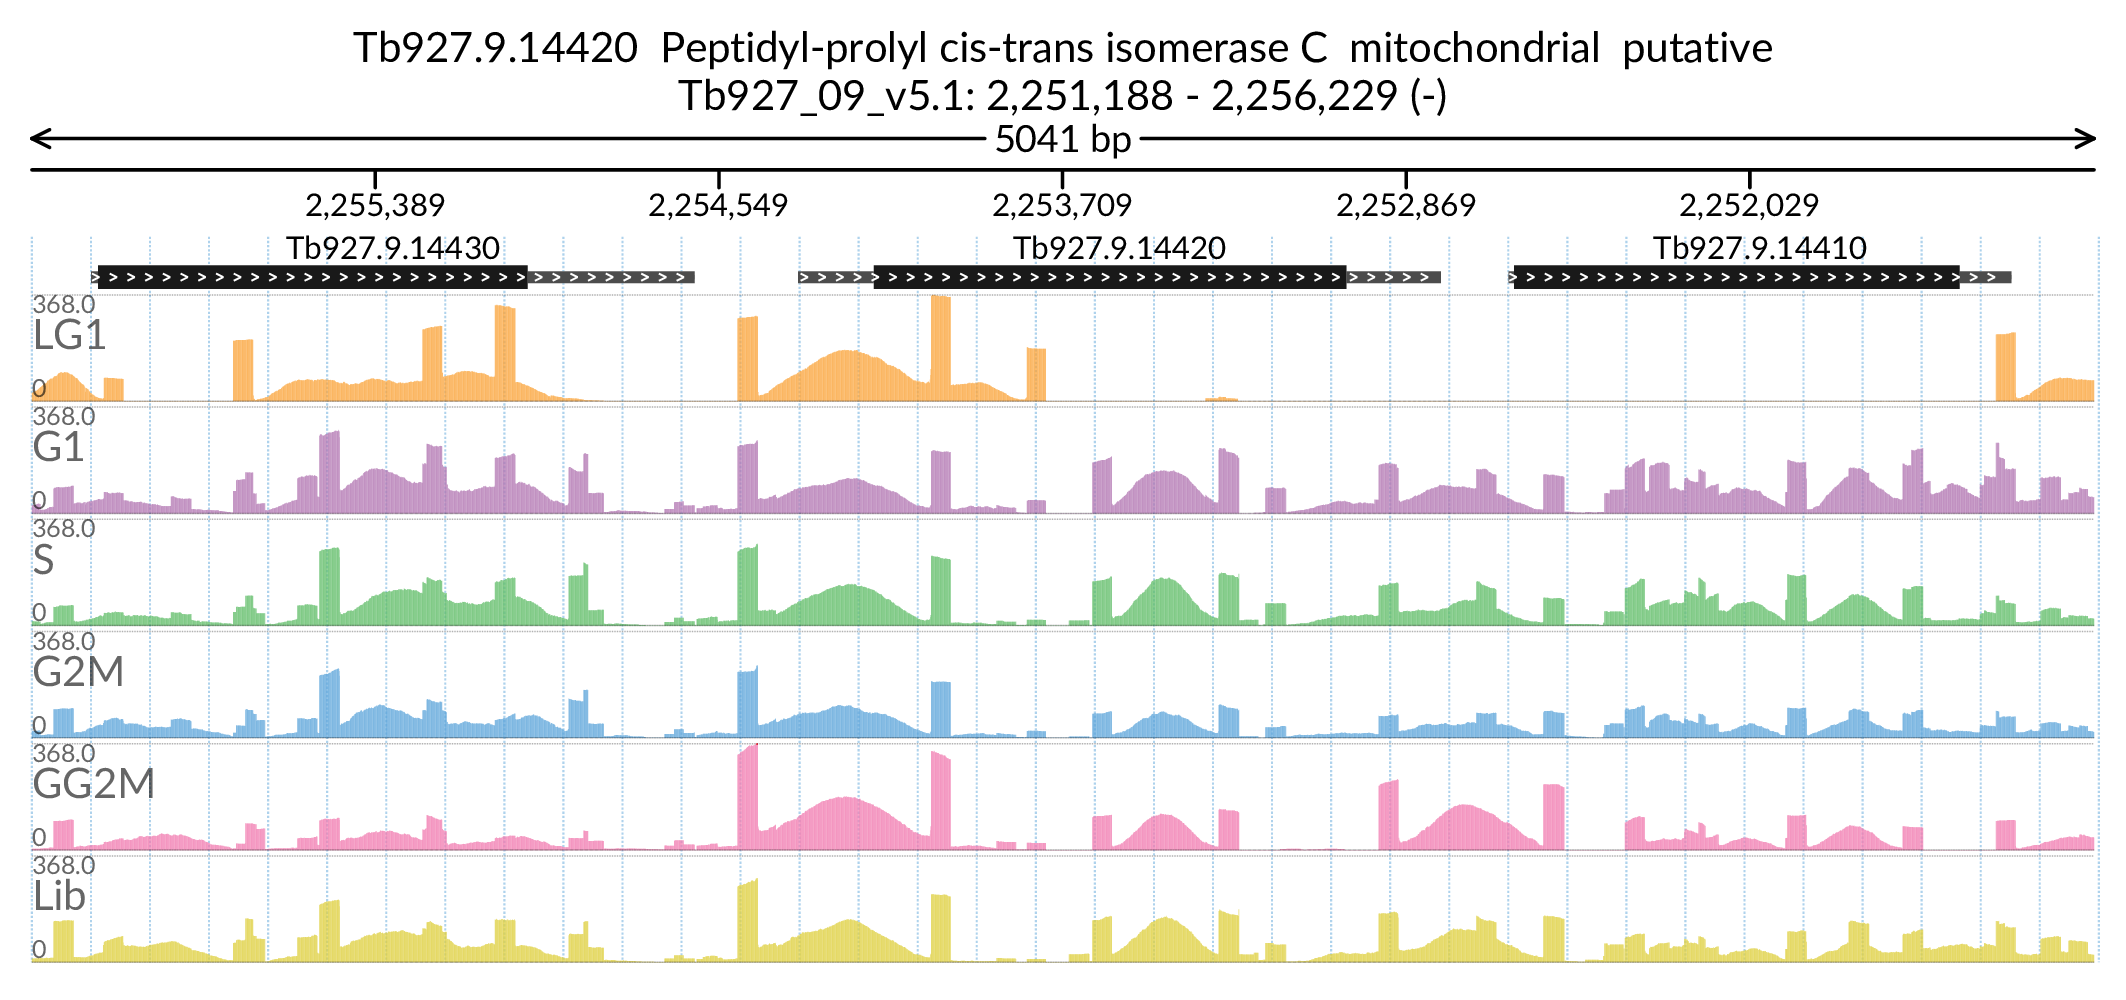 Tb927.9.14420  Peptidyl-prolyl cis-trans isomerase C  mitochondrial  putative
Tb927_09_v5.1: 2,251,188 - 2,256,229 (-)
5041 bp
2,255,389 2,254,549 2,253,709 2,252,869 2,252,029
Tb927.9.14430 Tb927.9.14420 Tb927.9.14410
368.0
LG1
0
368.0
G1
0
368.0
S
0
368.0
G2M
0
368.0
GG2M
0
368.0
Lib
0